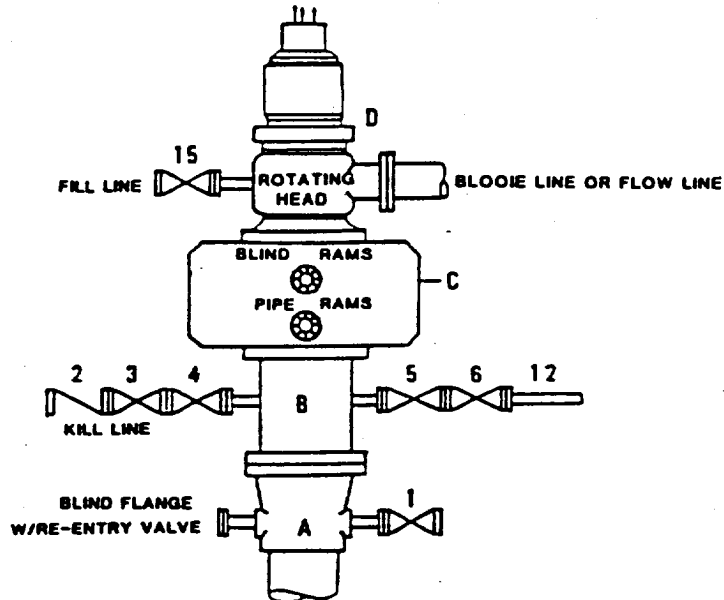 D
15
FILL LINE
ROTATING
HEAD
BLOOIE LINE OR FLOW LINE
BLIND RAMS
C
PIPE RAMS
2 3 4
5 6 12
B
KILL LINE
BLIND FLANGE
W/RE-ENTRY VALVE
A
1